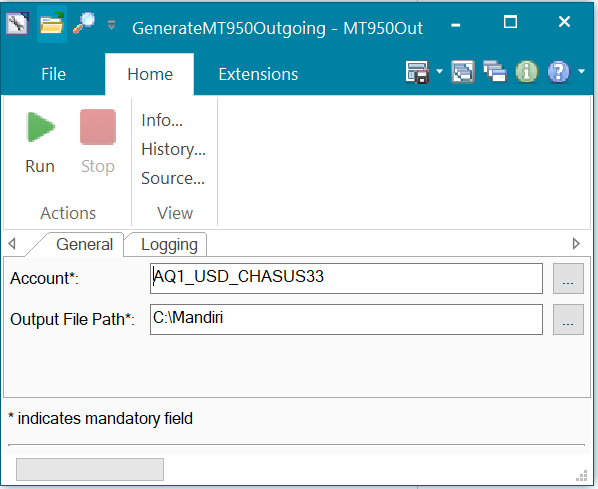 GenerateMT950Outgoing - MT950Out
File Home Extensions
Run Stop
Info...
History...
Source...
Actions View
General Logging
Account*: AQ1_USD_CHASUS33 ...
Output File Path*: C:\Mandiri ...
* indicates mandatory field